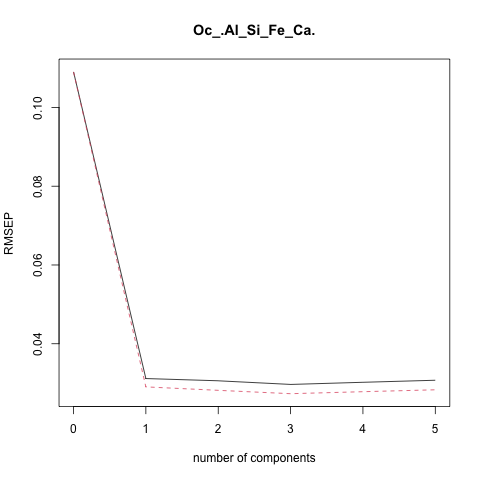 Oc_.Al_Si_Fe_Ca.
RMSEP
0.10
0.08
0.06
0.04
0 1 2 3 4 5
number of components